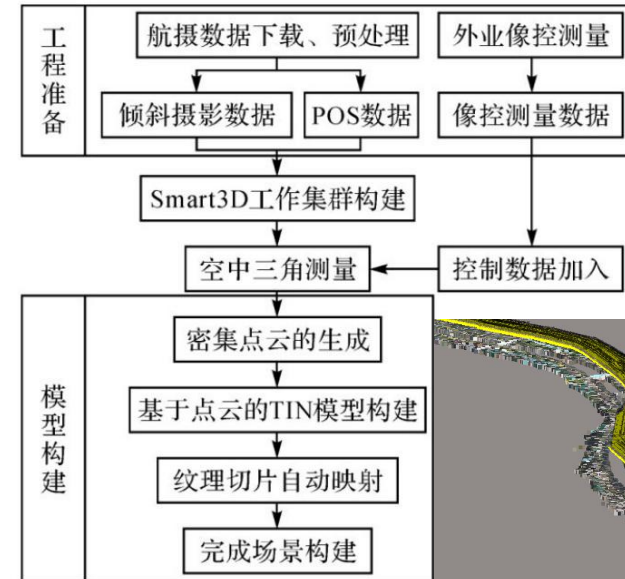 工程准备
航摄数据下载、预处理
外业像控测量
倾斜摄影数据
POS数据
像控测量数据
Smart3D工作集群构建
空中三角测量
控制数据加入
模型构建
密集点云的生成
基于点云的TIN模型构建
纹理切片自动映射
完成场景构建